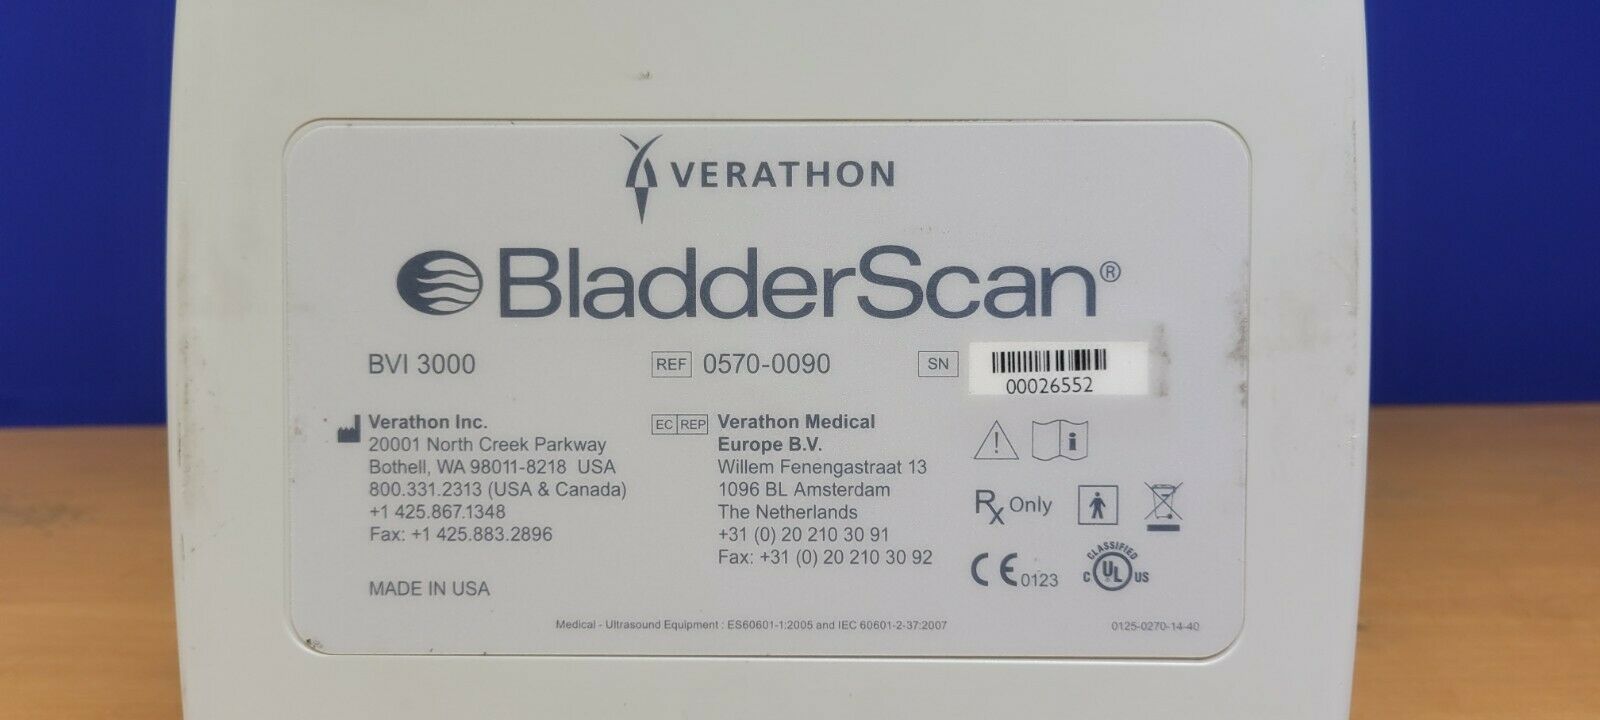 VERATHON
BladderScan®
BVI 3000
REF 0570-0090
SN
00026552
Verathon Inc.
20001 North Creek Parkway
Bothell, WA 98011-8218 USA
800.331.2313 (USA & Canada)
+1 425.867.1348
Fax: +1 425.883.2896
MADE IN USA
EC REP
Verathon Medical
Europe B.V.
Willem Fenengastraat 13
1096 BL Amsterdam
The Netherlands
+31 (0) 20 210 30 91
Fax: +31 (0) 20 210 30 92
i
Rx Only
CE 0123
CLASSIFIED
C UL US
Medical - Ultrasound Equipment : ES60601-1:2005 and IEC 60601-2-37:2007
0125-0270-14-40